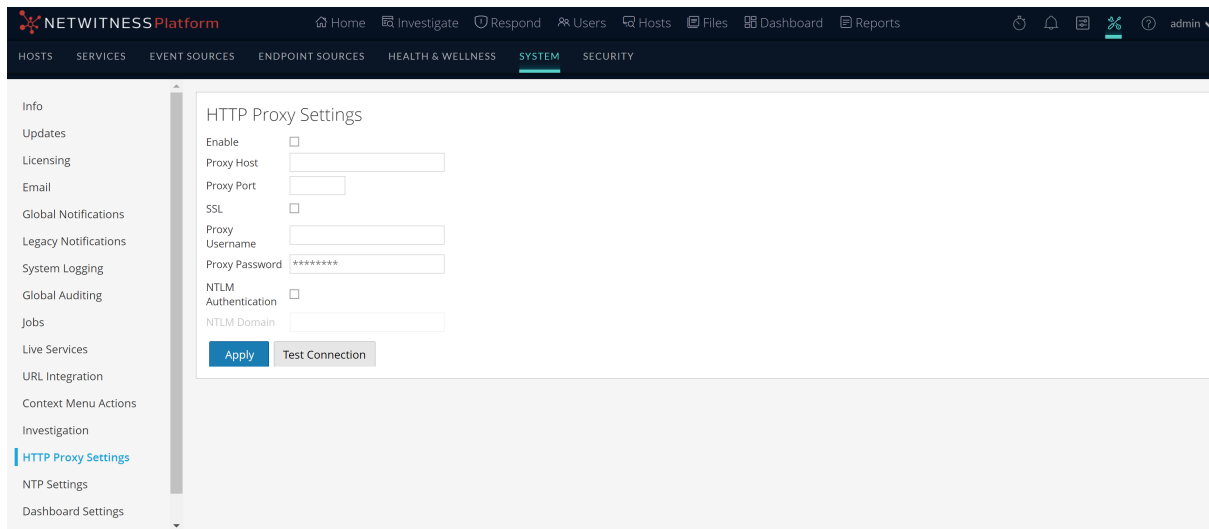 NETWITNESS Platform Home Investigate Respond Users Hosts Files Dashboard Reports admin
HOSTS SERVICES EVENT SOURCES ENDPOINT SOURCES HEALTH & WELLNESS SYSTEM SECURITY
Info
Updates
Licensing
Email
Global Notifications
Legacy Notifications
System Logging
Global Auditing
Jobs
Live Services
URL Integration
Context Menu Actions
Investigation
HTTP Proxy Settings
NTP Settings
Dashboard Settings
HTTP Proxy Settings
Enable
Proxy Host
Proxy Port
SSL
Proxy
Username
Proxy Password ********
NTLM
Authentication
NTLM Domain
Apply Test Connection